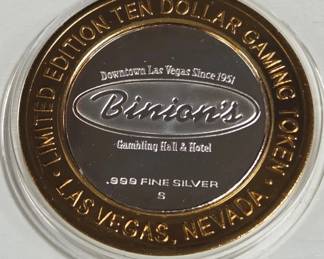 LIMITED EDITION TEN DOLLAR GAMING TOKEN
Downtown Las Vegas Since 1951
Binion's
Gambling Hall & Hotel
.999 FINE SILVER
S
• LAS VEGAS, NEVADA •